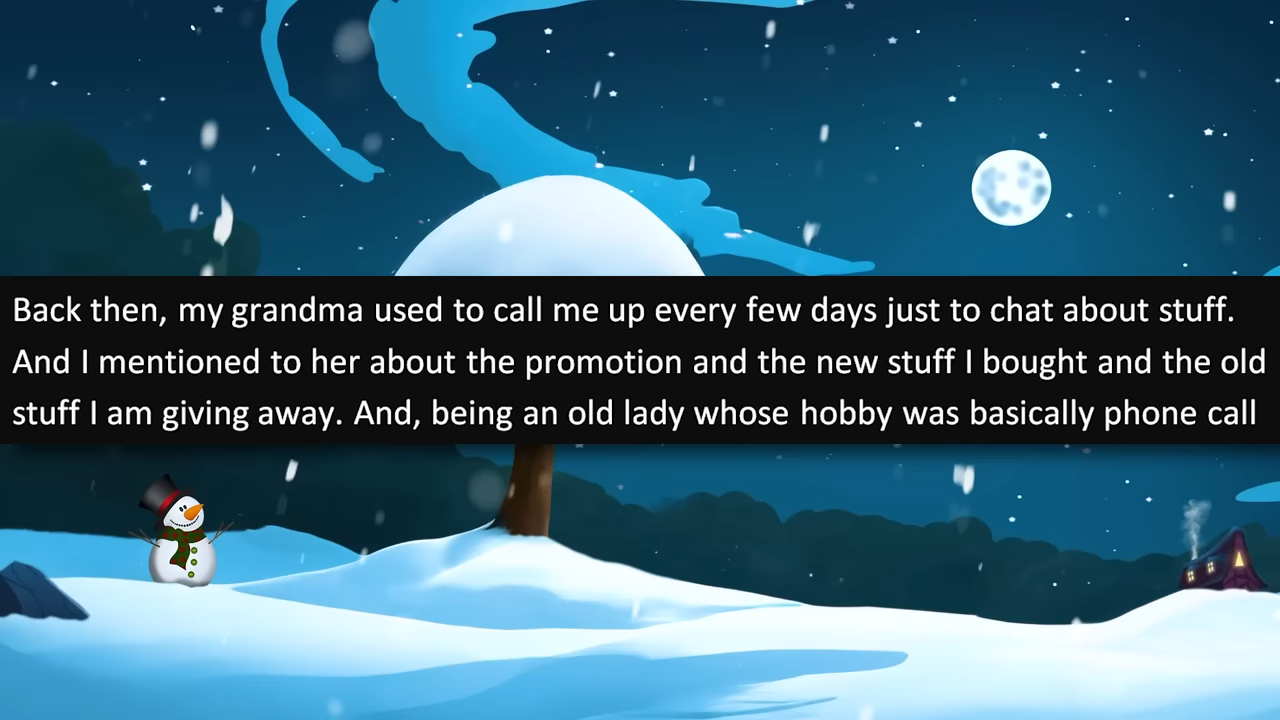 Back then, my grandma used to call me up every few days just to chat about stuff.
And I mentioned to her about the promotion and the new stuff I bought and the old
stuff I am giving away. And, being an old lady whose hobby was basically phone call